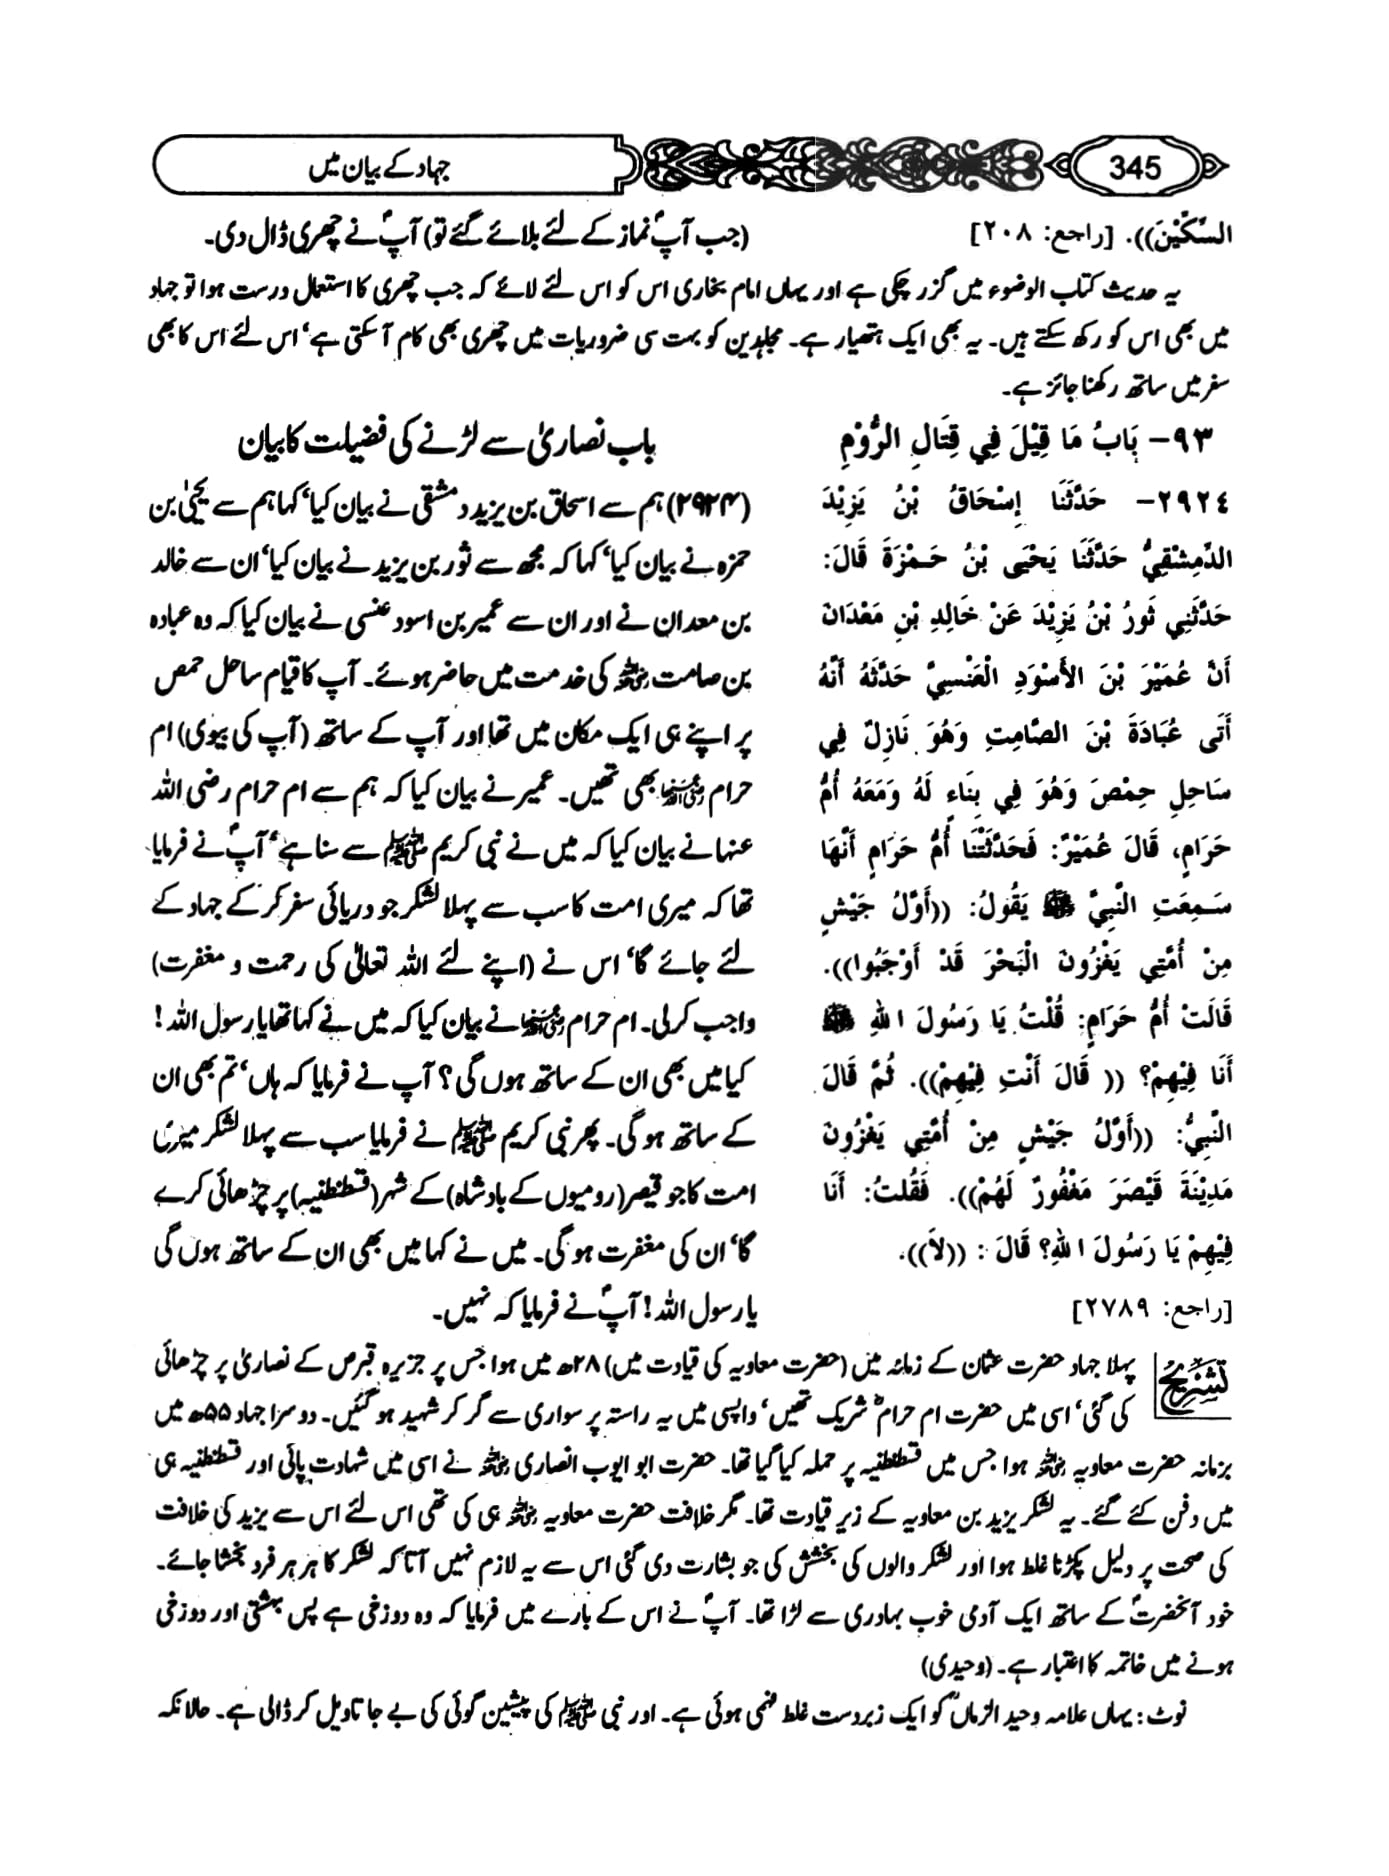 345
جہاد کے بیان میں
السِّكِّيْنَ)). [راجع: ٢٠٨]
(جب آپؐ نماز کے لئے بلائے گئے تو) آپؐ نے چھری ڈال دی۔
یہ حدیث کتاب الوضوء میں گزر چکی ہے اور یہاں امام بخاری اس کو اس لئے لائے کہ جب چھری کا استعمال درست ہوا تو جہاد
میں بھی اس کو رکھ سکتے ہیں۔ یہ بھی ایک ہتھیار ہے۔ مجاہدین کو بہت سی ضروریات میں چھری بھی کام آسکتی ہے‘ اس لئے اس کا بھی
سفر میں ساتھ رکھنا جائز ہے۔
٩٣- بَابُ مَا قِيْلَ فِي قِتَالِ الرُّوْمِ
٢٩٢٤- حَدَّثَنَا إِسْحَاقُ بْنُ يَزِيْدَ
الدِّمِشْقِيُّ حَدَّثَنَا يَحْيَى بْنُ حَـمْزَةَ قَالَ:
حَدَّثَنِي ثَورُ بْنُ يَزِيْدَ عَنْ خَالِدِ بْنِ مَعْدَانَ
أَنَّ عُمَيْرَ بْنَ الأَسْوَدِ الْعَنْسِيَّ حَدَّثَهُ أَنَّهُ
أَتَى عُبَادَةَ بْنَ الصَّامِتِ وَهُوَ نَازِلٌ فِي
سَاحِلِ حِمْصَ وَهُوَ فِي بِنَاءٍ لَهُ وَمَعَهُ أُمُّ
حَرَامٍ، قَالَ عُمَيْرٌ: فَحَدَّثَتْنَا أُمُّ حَرَامٍ أَنَّهَا
سَـمِعَتِ النَّبِيَّ ﷺ يَقُولُ: ((أَوَّلُ جَيْشٍ
مِنْ أُمَّتِي يَغْزُونَ الْبَحْرَ قَدْ أَوْجَبُوا)).
قَالَتْ أُمُّ حَرَامٍ: قُلْتُ يَا رَسُولَ اللهِ ﷺ
أَنَا فِيْهِمْ؟ (( قَالَ أَنْتِ فِيْهِمْ)). ثُمَّ قَالَ
النَّبِيُّ: ((أَوَّلُ جَيْشٍ مِنْ أُمَّتِي يَغْزُونَ
مَدِيْنَةَ قَيْصَرَ مَغْفُورٌ لَهُمْ)). فَقُلتُ: أَنَا
فِيْهِمْ يَا رَسُولَ اللهِ؟ قَالَ : ((لاَ)).
[راجع: ٢٧٨٩]
باب نصاریٰ سے لڑنے کی فضیلت کا بیان
(۲۹۲۴) ہم سے اسحاق بن یزید دمشقی نے بیان کیا‘ کہا ہم سے یحییٰ بن
حمزہ نے بیان کیا‘ کہا کہ مجھ سے ثور بن یزید نے بیان کیا‘ ان سے خالد
بن معدان نے اور ان سے عمیر بن اسود عنسی نے بیان کیا کہ وہ عبادہ
بن صامت رضی اللہ عنہ کی خدمت میں حاضر ہوئے۔ آپ کا قیام ساحل حمص
پر اپنے ہی ایک مکان میں تھا اور آپ کے ساتھ (آپ کی بیوی) ام
حرام رضی اللہ عنہا بھی تھیں۔ عمیر نے بیان کیا کہ ہم سے ام حرام رضی اللہ
عنہا نے بیان کیا کہ میں نے نبی کریم ﷺ سے سنا ہے‘ آپؐ نے فرمایا
تھا کہ میری امت کا سب سے پہلا لشکر جو دریائی سفر کر کے جہاد کے
لئے جائے گا‘ اس نے (اپنے لئے اللہ تعالیٰ کی رحمت و مغفرت)
واجب کرلی۔ ام حرام رضی اللہ عنہا نے بیان کیا کہ میں نے کہا تھا یا رسول اللہ!
کیا میں بھی ان کے ساتھ ہوں گی؟ آپ نے فرمایا کہ ہاں‘ تم بھی ان
کے ساتھ ہو گی۔ پھر نبی کریم ﷺ نے فرمایا سب سے پہلا لشکر میری
امت کا جو قیصر (رومیوں کے بادشاہ) کے شہر (قسطنطنیہ) پر چڑھائی کرے
گا‘ ان کی مغفرت ہو گی۔ میں نے کہا میں بھی ان کے ساتھ ہوں گی
یا رسول اللہ! آپؐ نے فرمایا کہ نہیں۔
تشریح پہلا جہاد حضرت عثمان کے زمانہ میں (حضرت معاویہ کی قیادت میں) ۲۸ھ میں ہوا جس پر جزیرہ قبرص کے نصاریٰ پر چڑھائی
کی گئی‘ اسی میں حضرت ام حرامؓ شریک تھیں‘ واپسی میں یہ راستہ پر سواری سے گر کر شہید ہو گئیں۔ دوسرا جہاد ۵۵ھ میں
بزمانہ حضرت معاویہ رضی اللہ عنہ ہوا جس میں قسطنطنیہ پر حملہ کیا گیا تھا۔ حضرت ابو ایوب انصاری رضی اللہ عنہ نے اسی میں شہادت پائی اور قسطنطنیہ ہی
میں دفن کئے گئے۔ یہ لشکر یزید بن معاویہ کے زیر قیادت تھا۔ مگر خلافت حضرت معاویہ رضی اللہ عنہ ہی کی تھی اس لئے اس سے یزید کی خلافت
کی صحت پر دلیل پکڑنا غلط ہوا اور لشکر والوں کی بخشش کی جو بشارت دی گئی اس سے یہ لازم نہیں آتا کہ لشکر کا ہر ہر فرد بخشا جائے۔
خود آنحضرتؐ کے ساتھ ایک آدمی خوب بہادری سے لڑا تھا۔ آپؐ نے اس کے بارے میں فرمایا کہ وہ دوزخی ہے پس بہشتی اور دوزخی
ہونے میں خاتمہ کا اعتبار ہے۔ (وحیدی)
نوٹ: یہاں علامہ وحید الزماںؒ کو ایک زبردست غلط فہمی ہوئی ہے۔ اور نبی ﷺ کی پیشین گوئی کی بے جا تاویل کر ڈالی ہے۔ حالانکہ